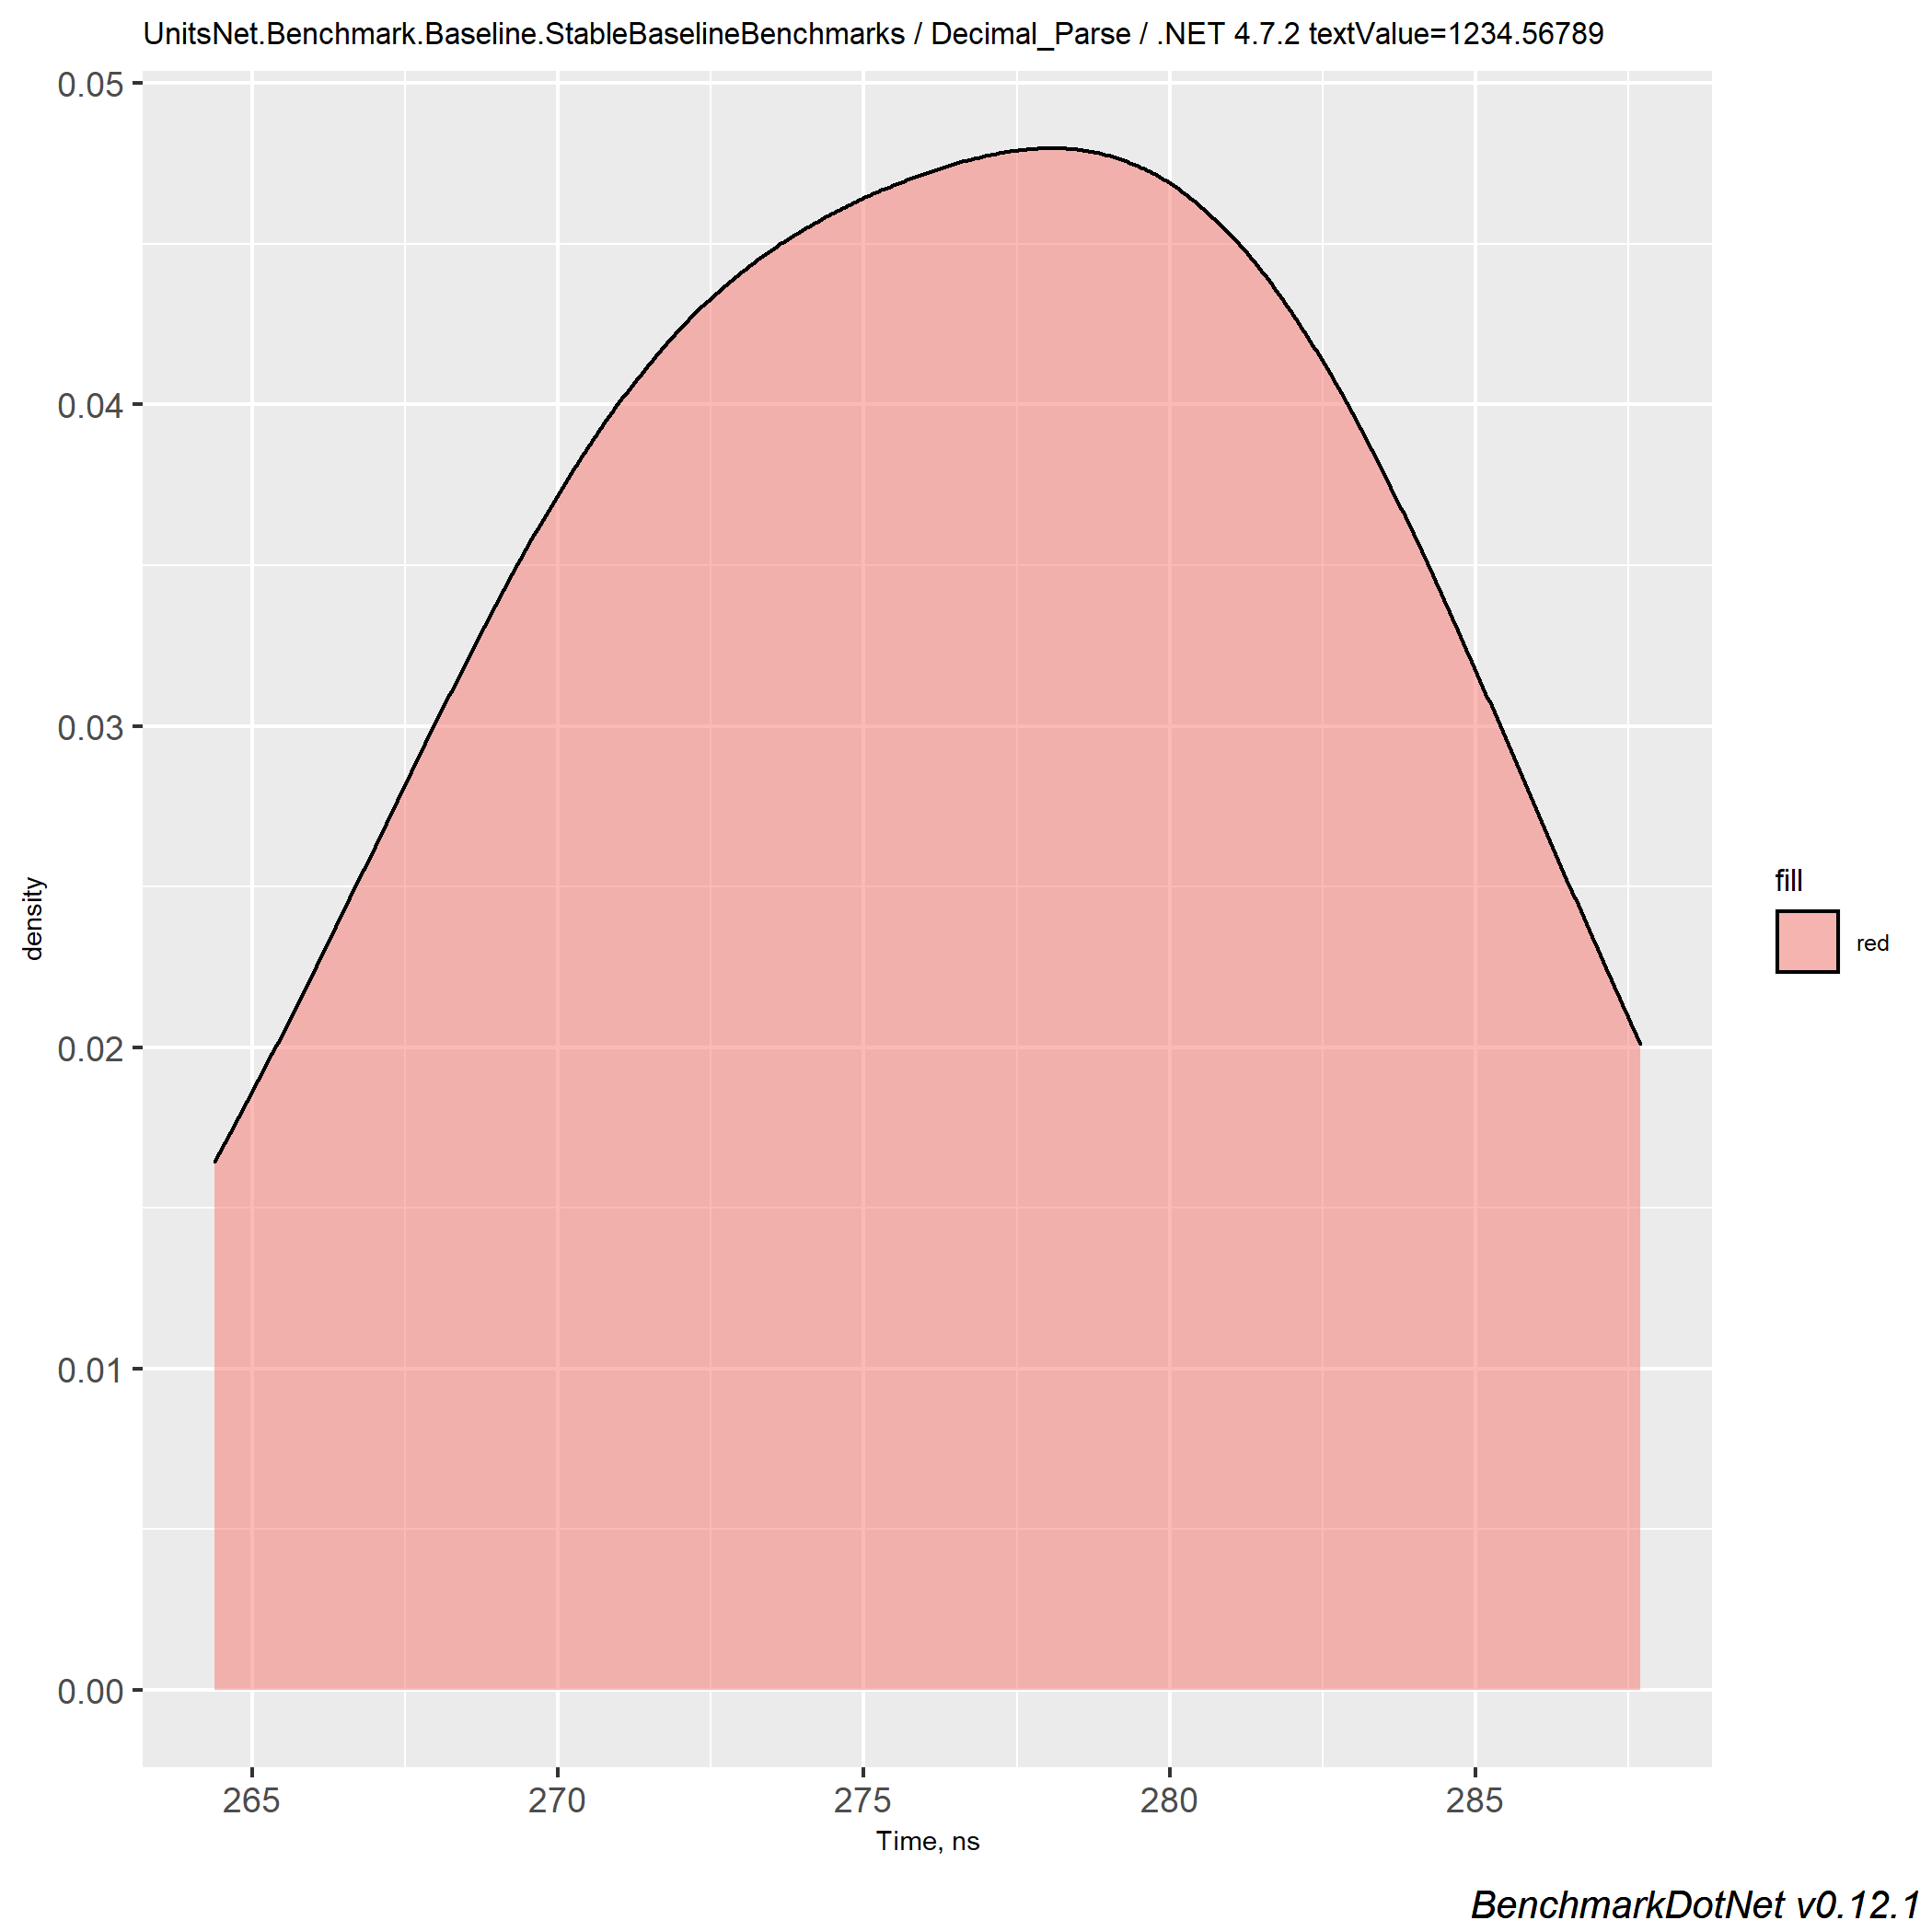 UnitsNet.Benchmark.Baseline.StableBaselineBenchmarks / Decimal_Parse / .NET 4.7.2 textValue=1234.56789
0.05
0.04
0.03
0.02
0.01
0.00
density
265 270 275 280 285
Time, ns
fill
red
BenchmarkDotNet v0.12.1